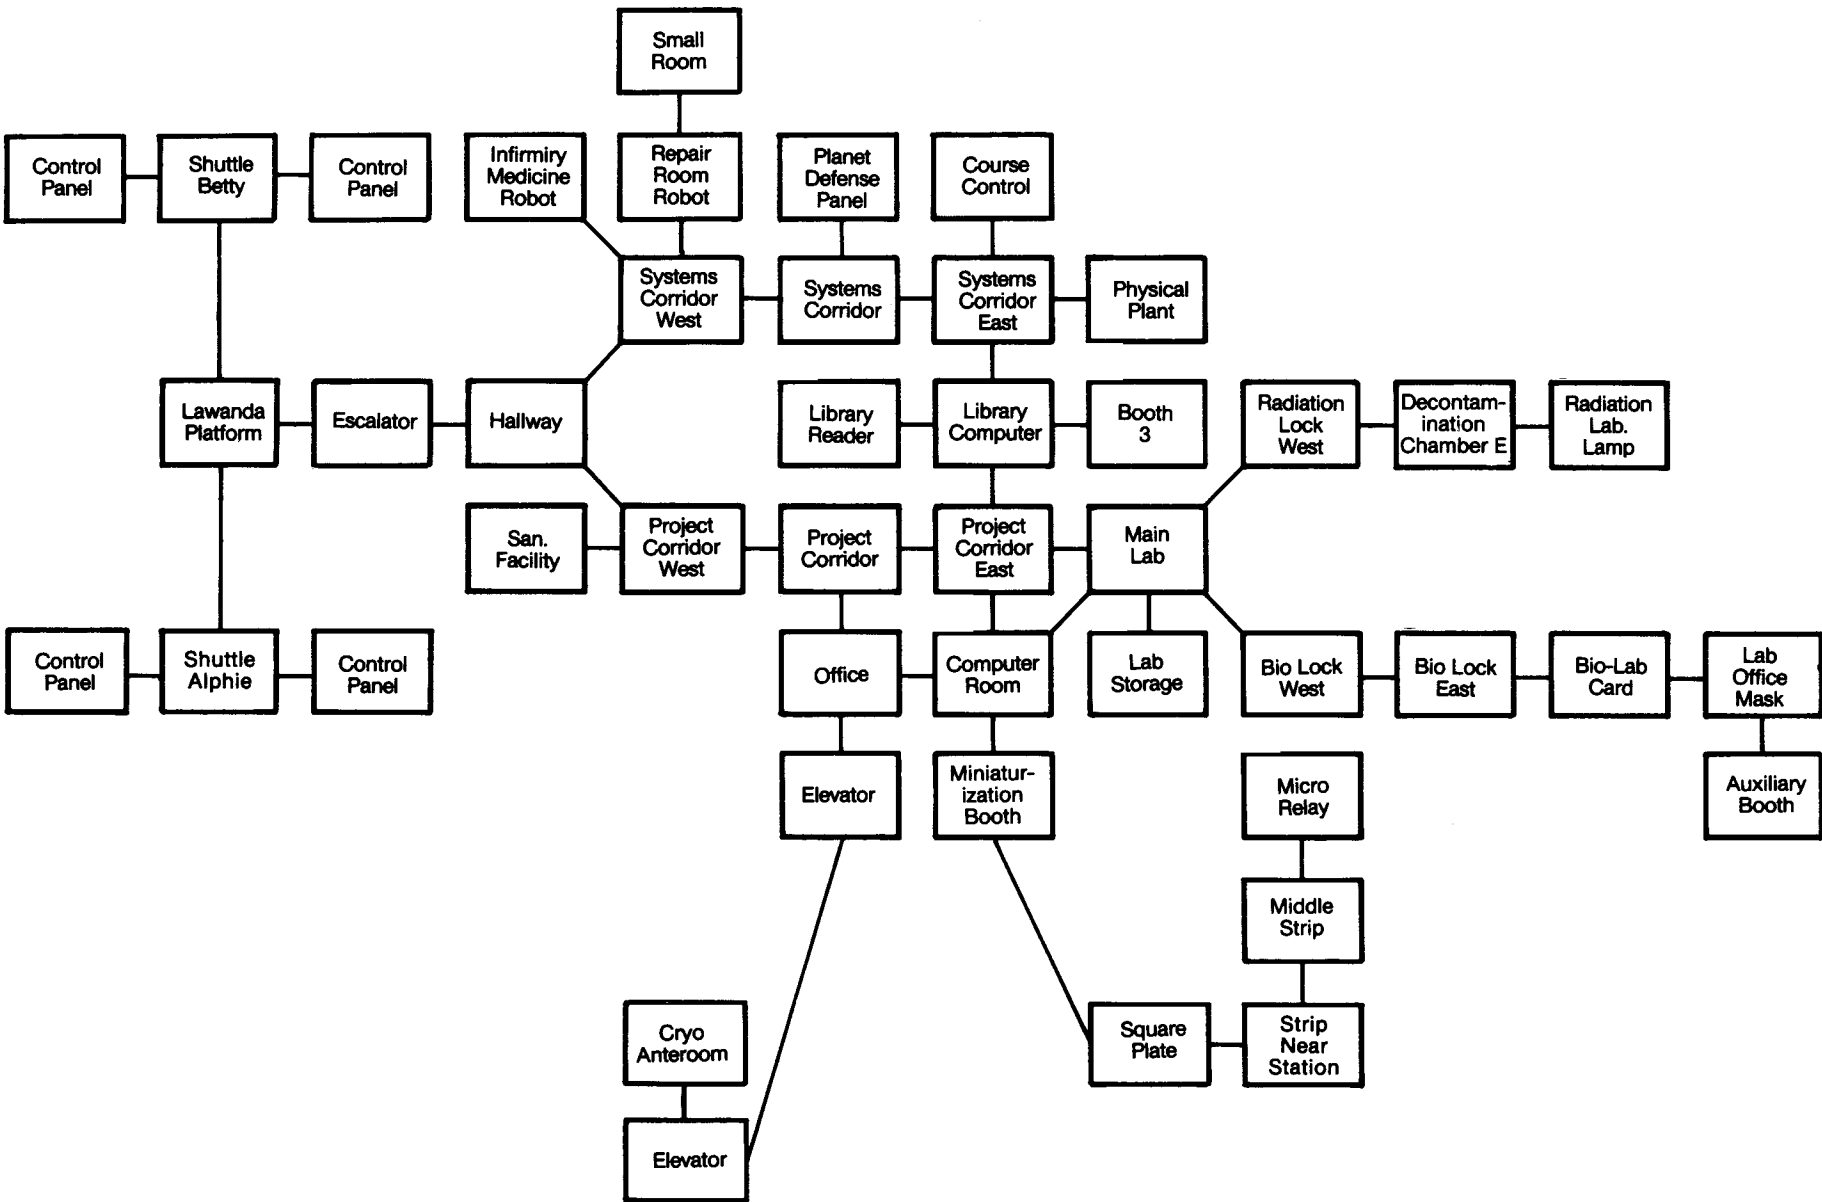 Small
Room
Control
Panel
Shuttle
Betty
Control
Panel
Infirmiry
Medicine
Robot
Repair
Room
Robot
Planet
Defense
Panel
Course
Control
Systems
Corridor
West
Systems
Corridor
Systems
Corridor
East
Physical
Plant
Lawanda
Platform
Escalator
Hallway
Library
Reader
Library
Computer
Booth
3
Radiation
Lock
West
Decontam-
ination
Chamber E
Radiation
Lab.
Lamp
San.
Facility
Project
Corridor
West
Project
Corridor
Project
Corridor
East
Main
Lab
Control
Panel
Shuttle
Alphie
Control
Panel
Office
Computer
Room
Lab
Storage
Bio Lock
West
Bio Lock
East
Bio-Lab
Card
Lab
Office
Mask
Elevator
Miniatur-
ization
Booth
Micro
Relay
Auxiliary
Booth
Middle
Strip
Cryo
Anteroom
Square
Plate
Strip
Near
Station
Elevator